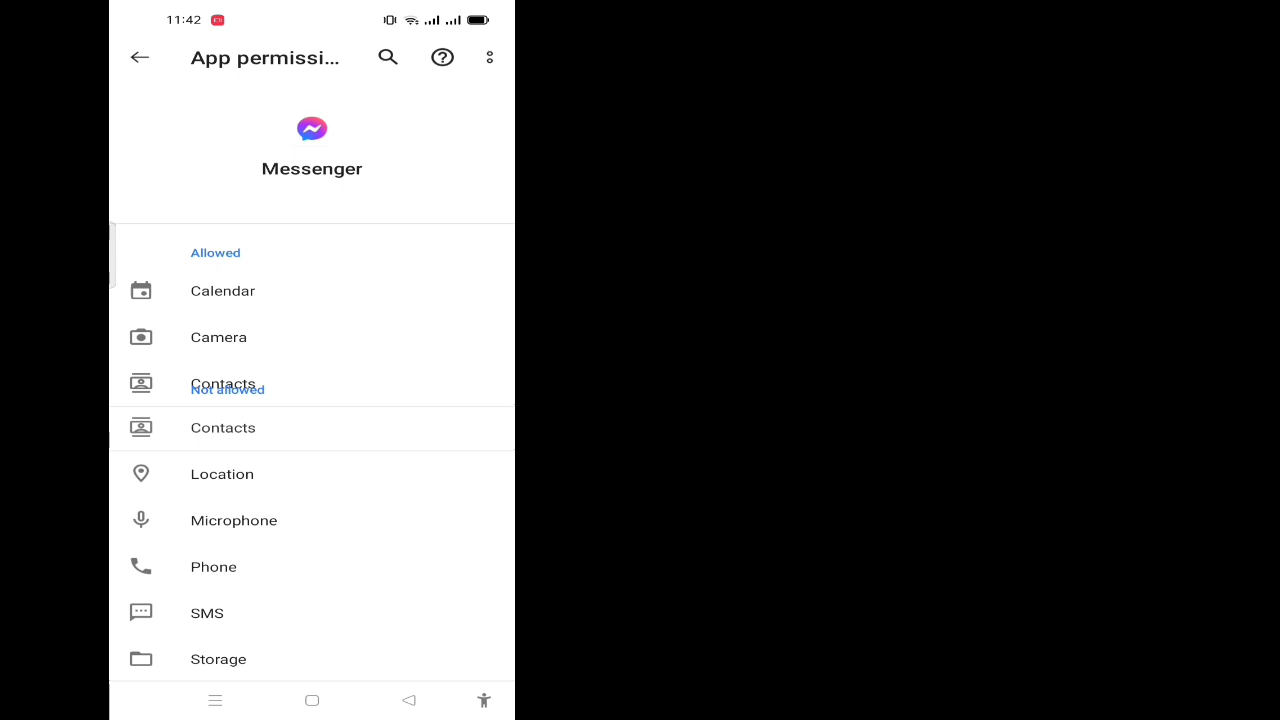 11:42
App permissi...
Messenger
Allowed
Calendar
Camera
Contacts
Not allowed
Contacts
Location
Microphone
Phone
SMS
Storage